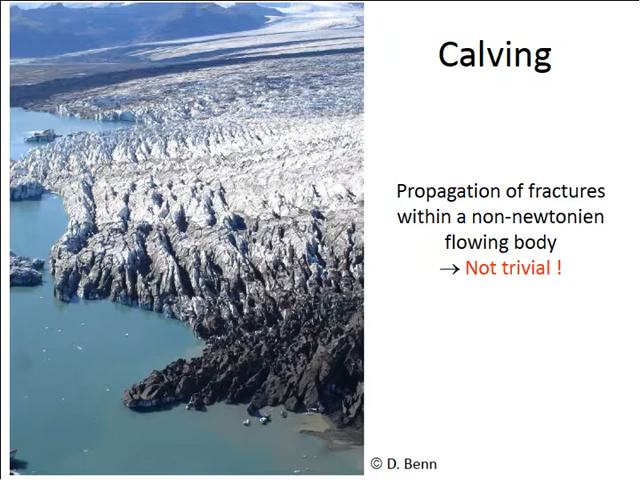 Calving
Propagation of fractures
within a non-newtonien
flowing body
→ Not trivial !
© D. Benn